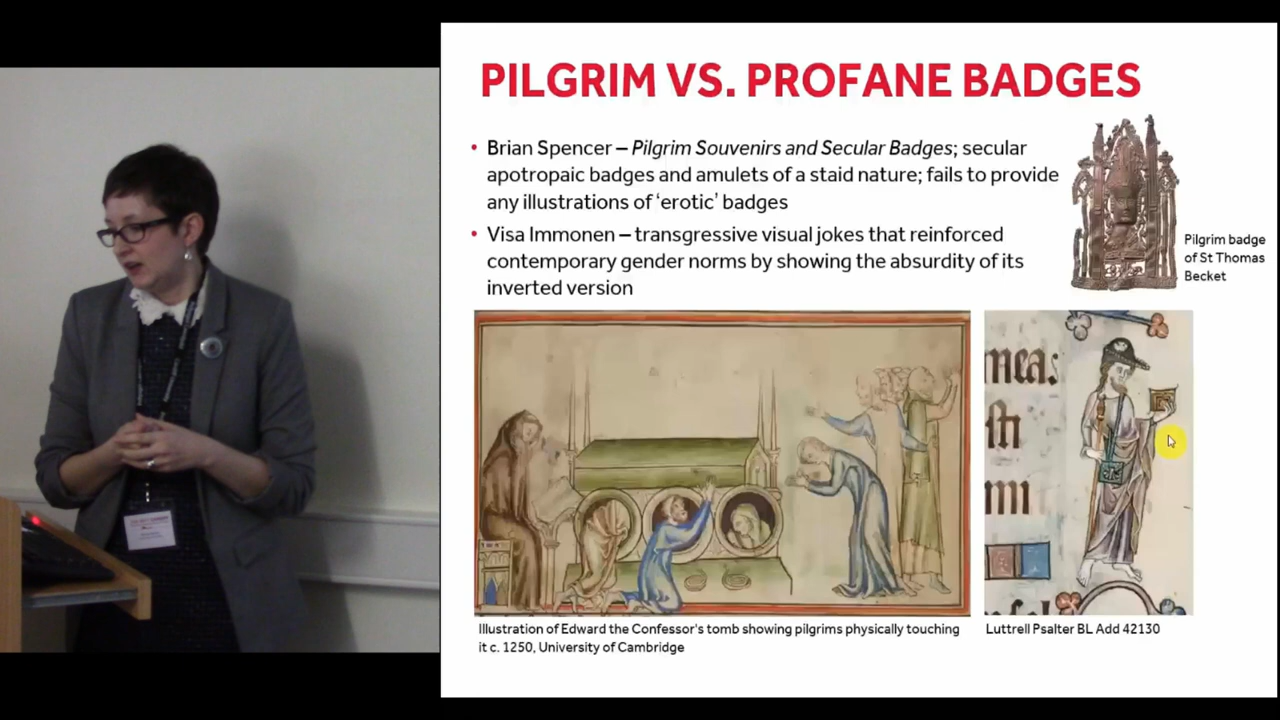 PILGRIM VS. PROFANE BADGES
• Brian Spencer – Pilgrim Souvenirs and Secular Badges; secular
apotropaic badges and amulets of a staid nature; fails to provide
any illustrations of ‘erotic’ badges
• Visa Immonen – transgressive visual jokes that reinforced
contemporary gender norms by showing the absurdity of its
inverted version
Pilgrim badge
of St Thomas
Becket
meas
Illustration of Edward the Confessor's tomb showing pilgrims physically touching
it c. 1250, University of Cambridge
Luttrell Psalter BL Add 42130